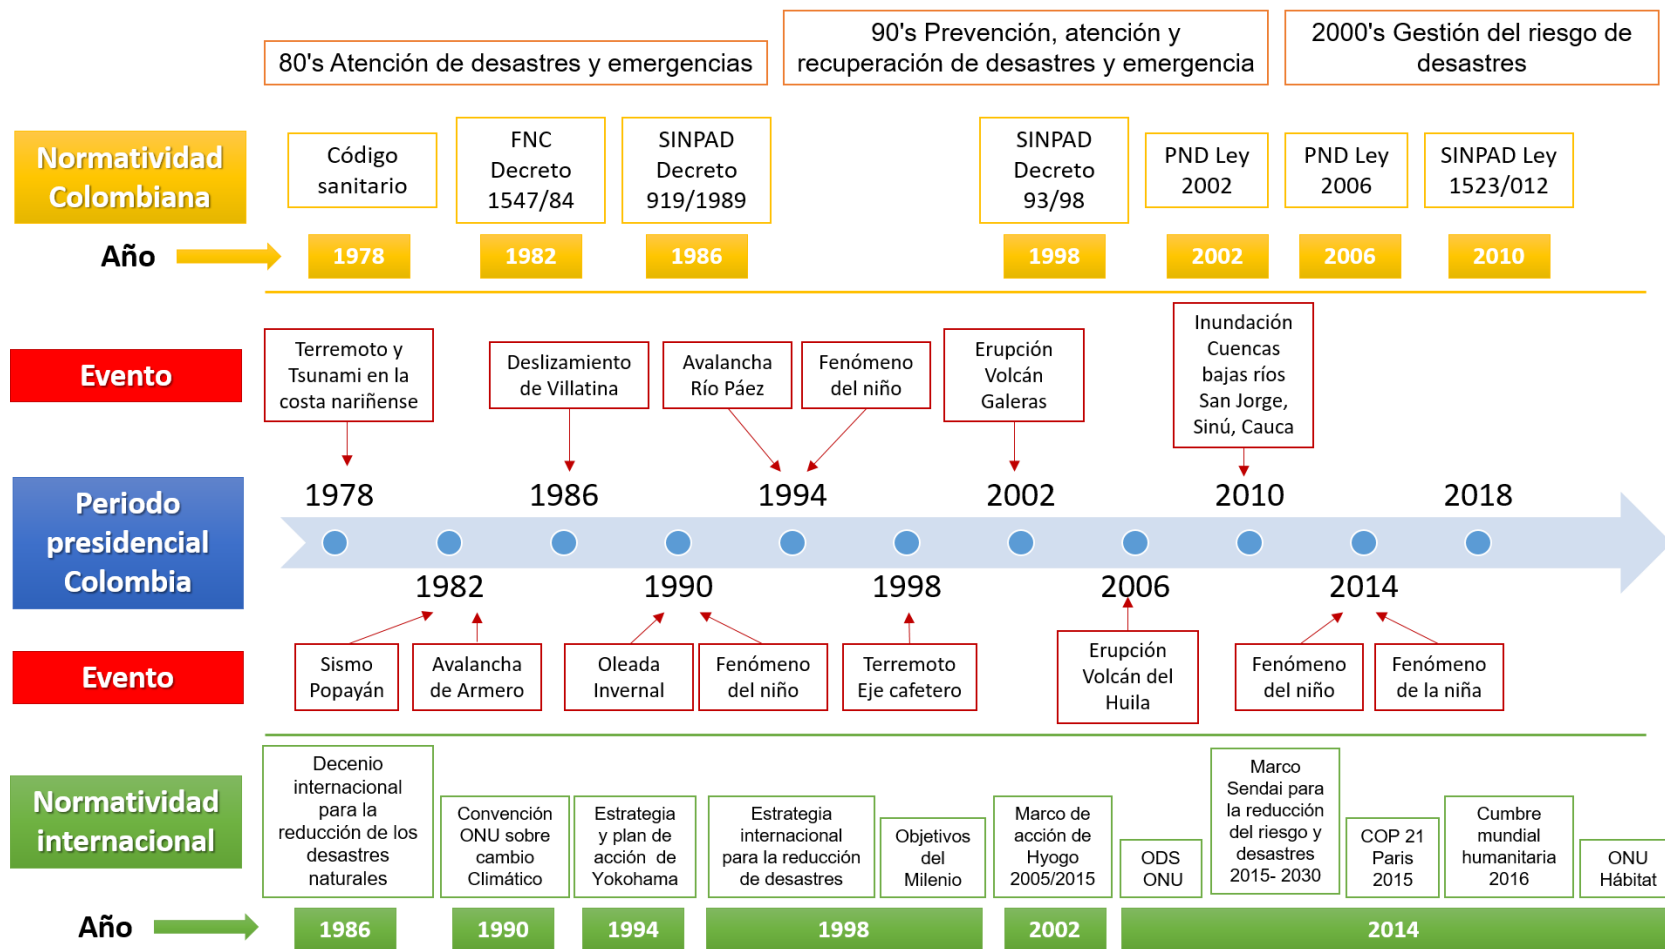 80's Atención de desastres y emergencias
90's Prevención, atención y
recuperación de desastres y emergencia
2000's Gestión del riesgo de
desastres
Normatividad
Colombiana
Código
sanitario
FNC
Decreto
1547/84
SINPAD
Decreto
919/1989
SINPAD
Decreto
93/98
PND Ley
2002
PND Ley
2006
SINPAD Ley
1523/012
Año
1978
1982
1986
1998
2002
2006
2010
Evento
Terremoto y
Tsunami en la
costa nariñense
Deslizamiento
de Villatina
Avalancha
Río Páez
Fenómeno
del niño
Erupción
Volcán
Galeras
Inundación
Cuencas
bajas ríos
San Jorge,
Sinú, Cauca
Periodo
presidencial
Colombia
1978
1986
1994
2002
2010
2018
1982
1990
1998
2006
2014
Evento
Sismo
Popayán
Avalancha
de Armero
Oleada
Invernal
Fenómeno
del niño
Terremoto
Eje cafetero
Erupción
Volcán del
Huila
Fenómeno
del niño
Fenómeno
de la niña
Normatividad
internacional
Decenio
internacional
para la
reducción de los
desastres
naturales
Convención
ONU sobre
cambio
Climático
Estrategia
y plan de
acción de
Yokohama
Estrategia
internacional
para la reducción
de desastres
Objetivos
del
Milenio
Marco de
acción de
Hyogo
2005/2015
ODS
ONU
Marco
Sendai para
la reducción
del riesgo y
desastres
2015- 2030
COP 21
Paris
2015
Cumbre
mundial
humanitaria
2016
ONU
Hábitat
Año
1986
1990
1994
1998
2002
2014